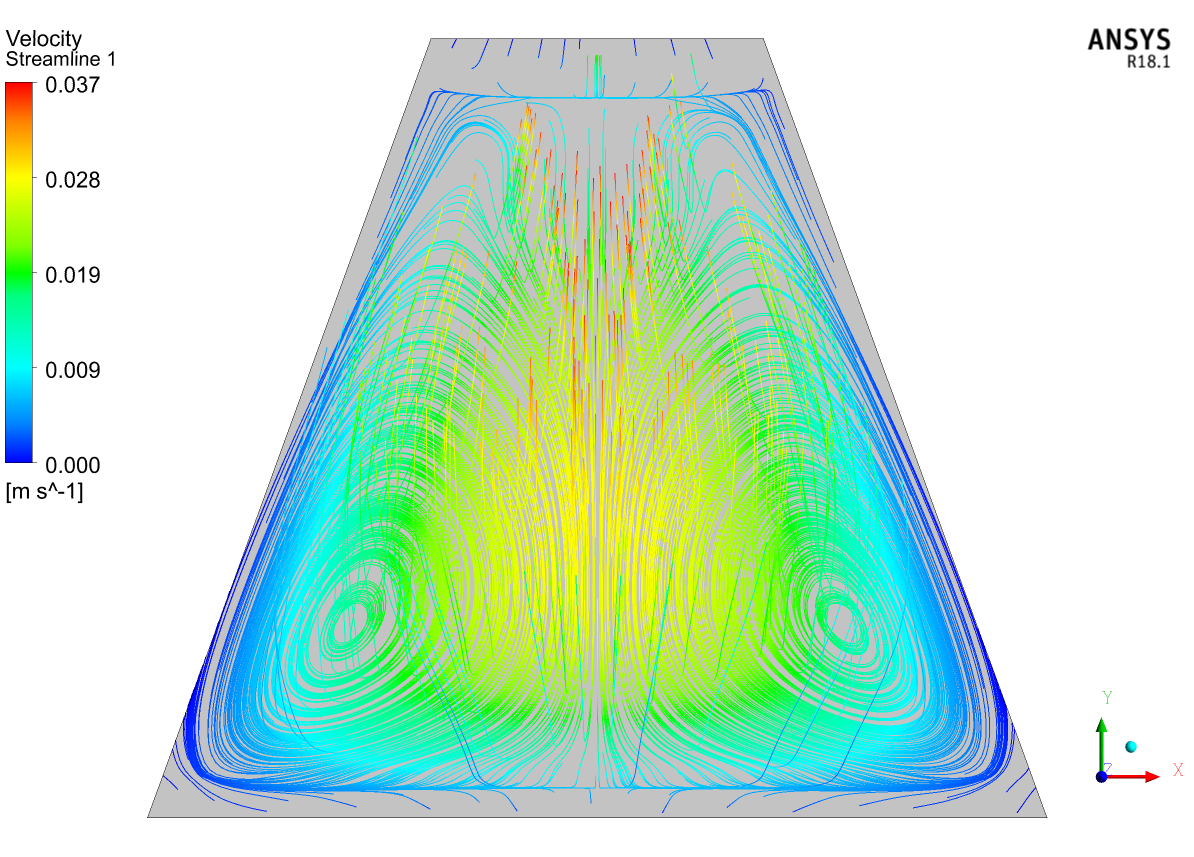 Velocity
Streamline 1
0.037
0.028
0.019
0.009
0.000
[m s^-1]
ANSYS
R18.1
Y
Z
X